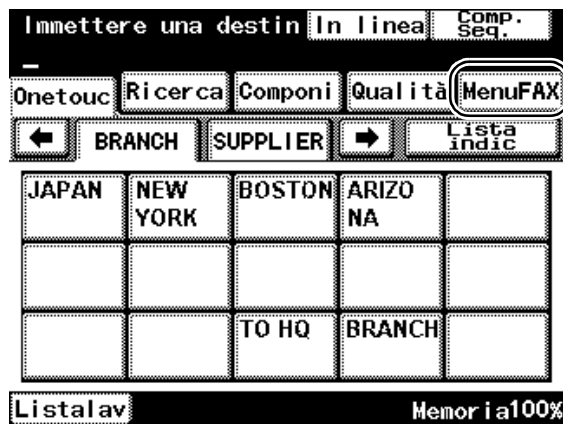 Immettere una destin In linea Comp. Seq.
Onetouc Ricerca Componi Qualità MenuFAX
BRANCH SUPPLIER Lista indic
JAPAN NEW YORK BOSTON ARIZO NA
TO HQ BRANCH
Listalav Memoria100%